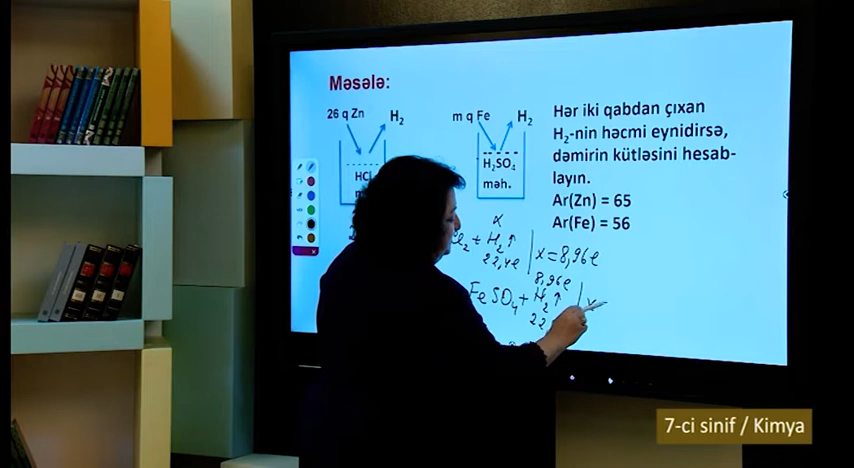 Məsələ:
26 q Zn
H₂
HCl
m q Fe
H₂
H₂SO₄
məh.
Hər iki qabdan çıxan
H₂-nin həcmi eynidirsə,
dəmirin kütləsini hesab-
layın.
Ar(Zn) = 65
Ar(Fe) = 56
x
+ H₂↑ | x = 8,96ℓ
22,4ℓ
8,96ℓ
FeSO₄ + H₂↑
22
7-ci sinif / Kimya